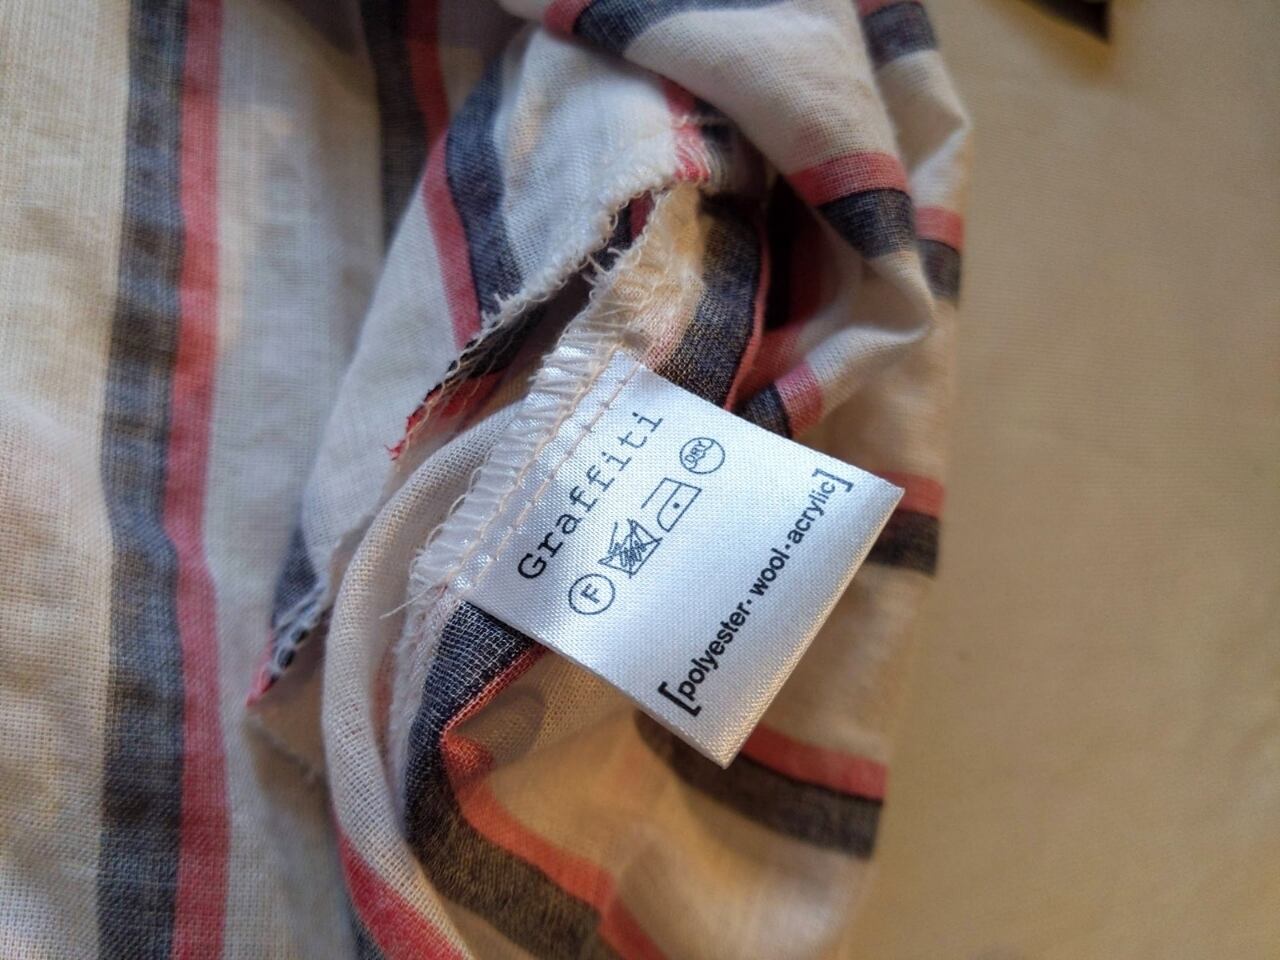 Graffiti
F
DRY
[polyester·wool·acrylic]